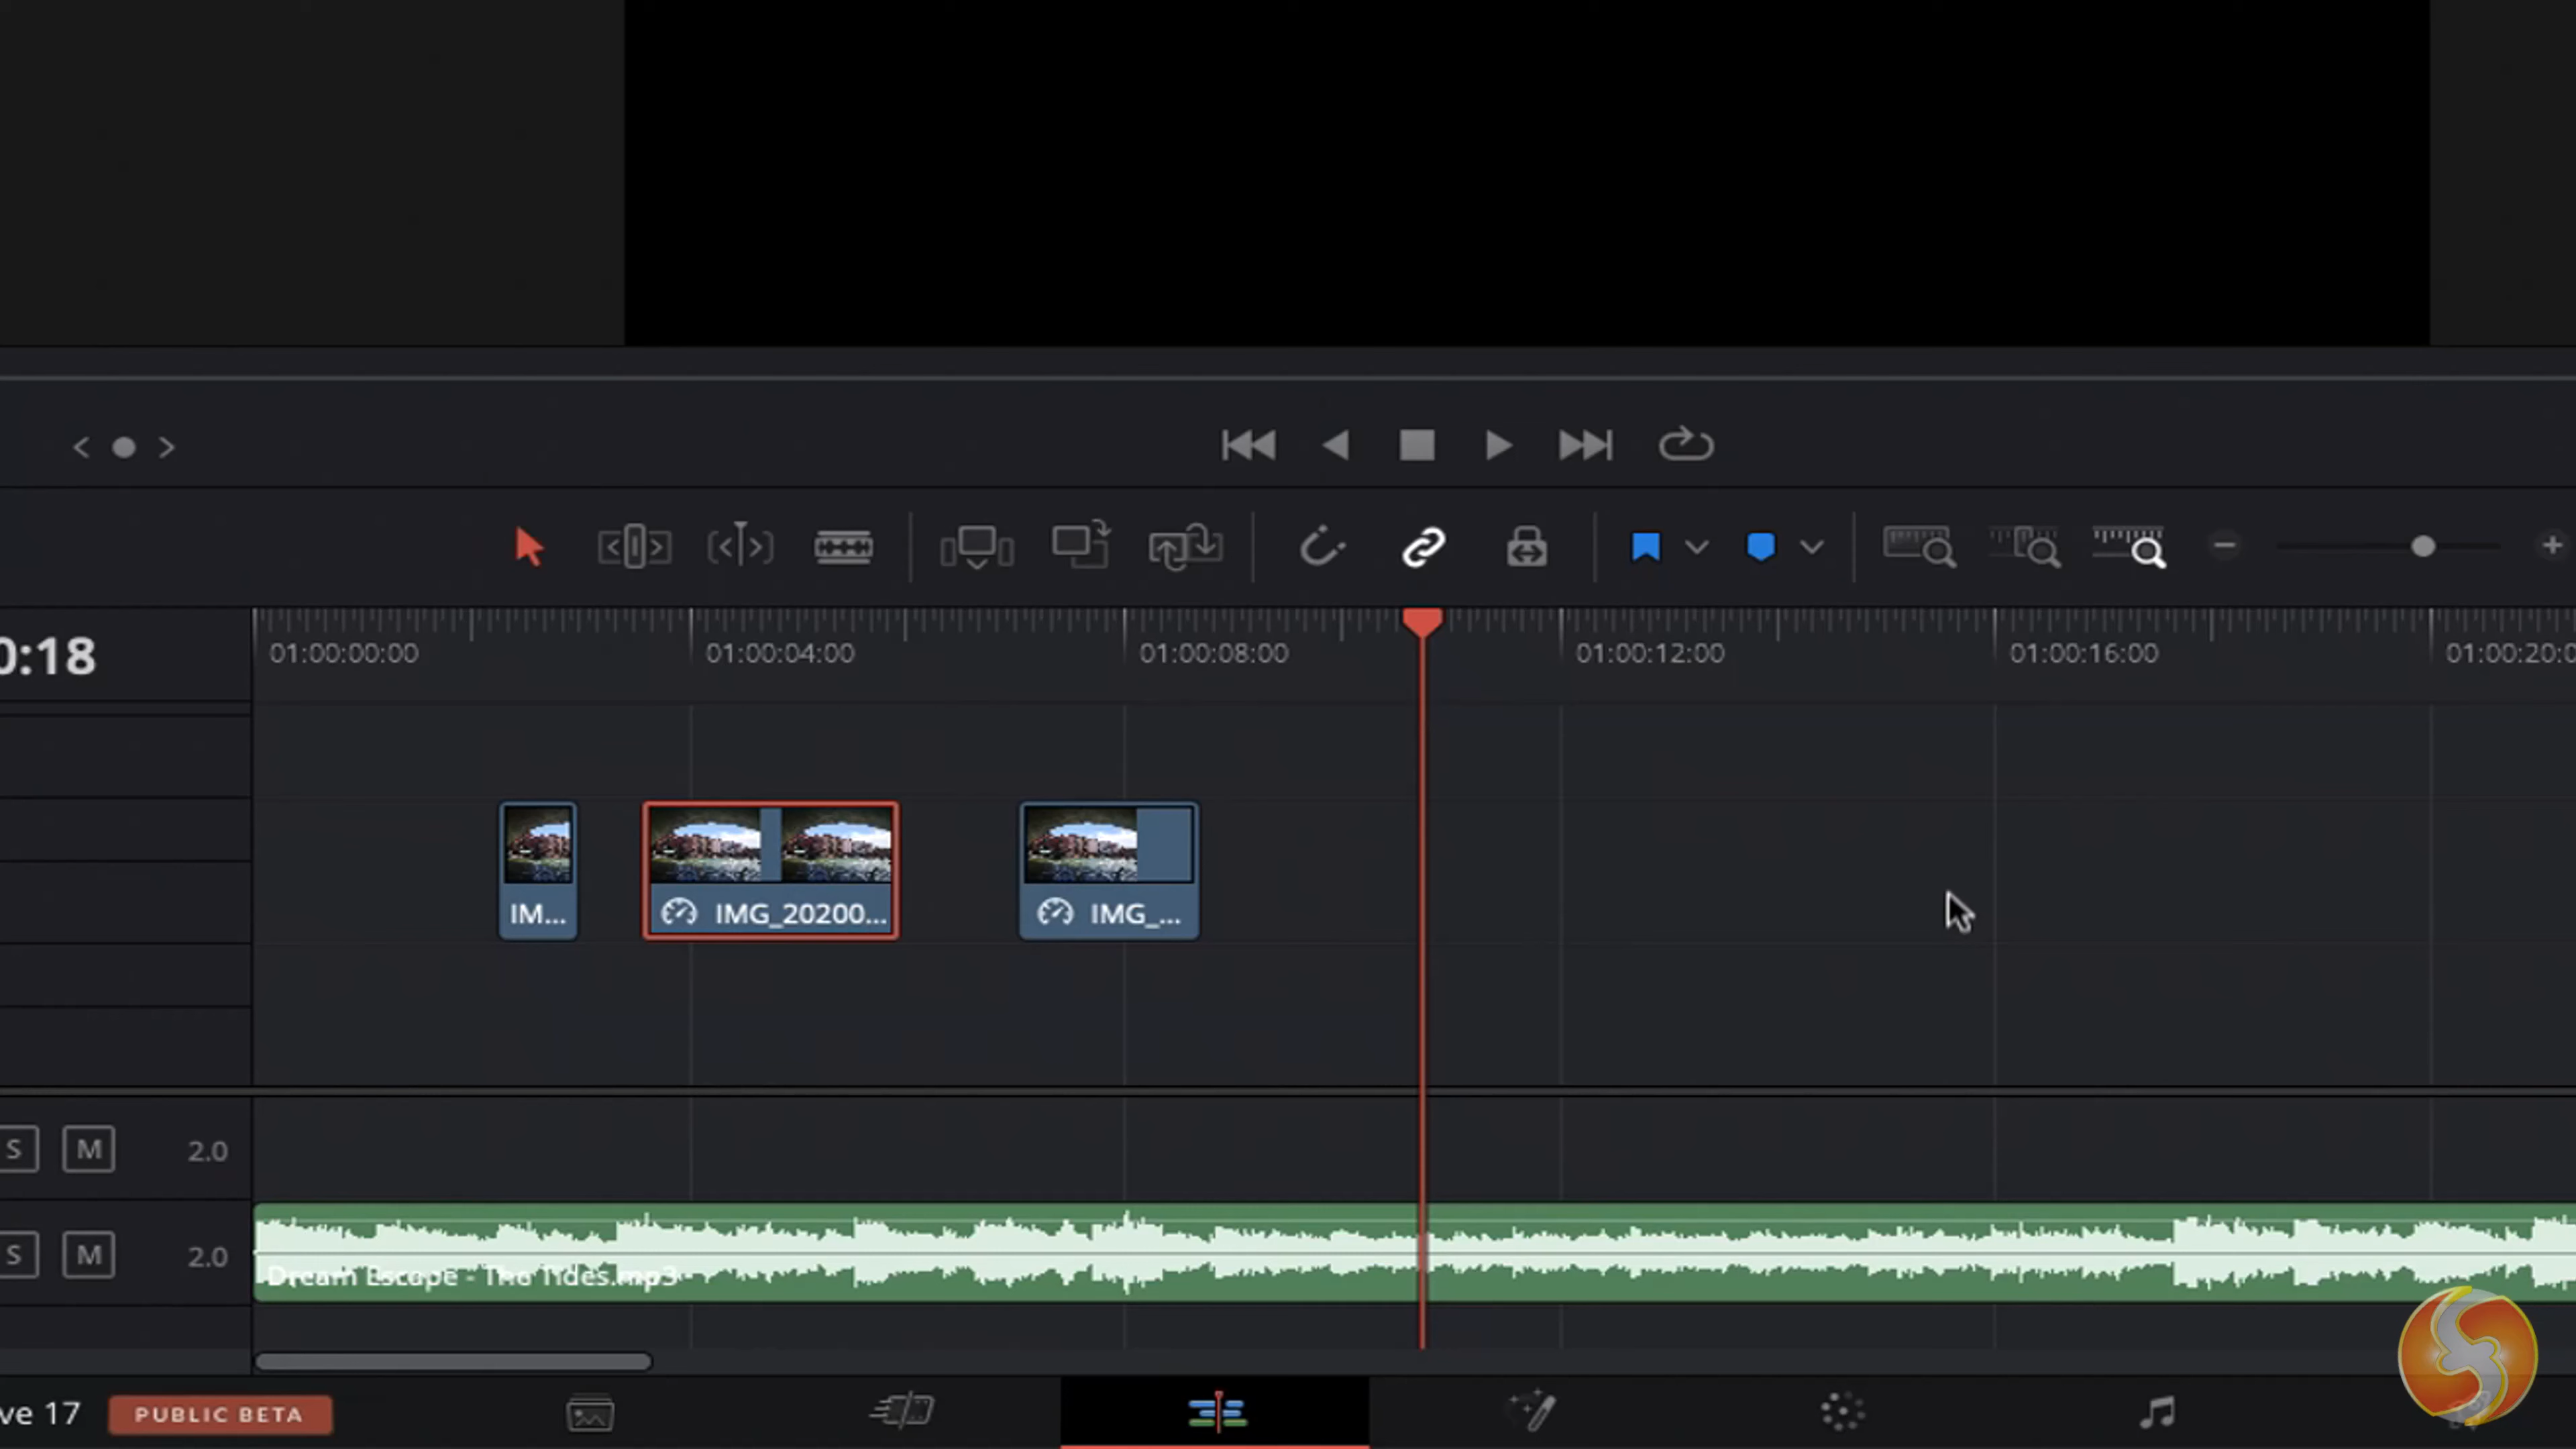 0:18
01:00:00:00 01:00:04:00 01:00:08:00 01:00:12:00 01:00:16:00 01:00:20:0
IM... IMG_20200... IMG_...
S M 2.0
S M 2.0
Dream Escape - The Tides.mp3
ve 17 PUBLIC BETA